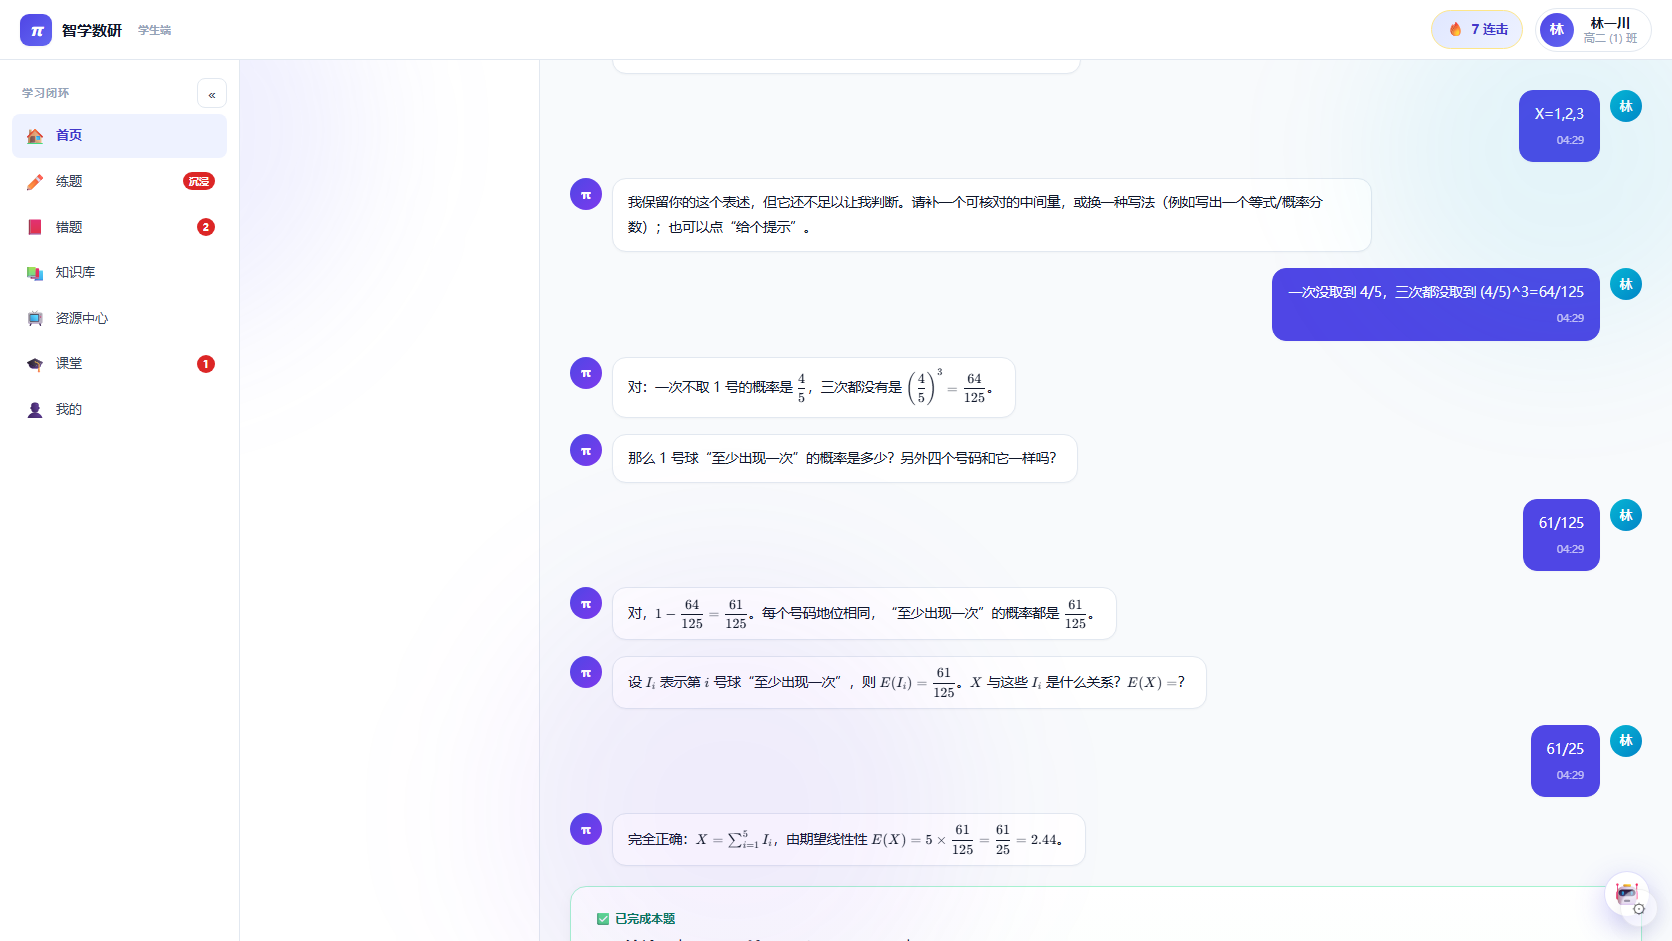 π 智学数研 学生端
7 连击
林 林一川
高二 (1) 班
学习闭环 «
首页
练题 沉浸
错题 2
知识库
资源中心
课堂 1
我的
X=1,2,3 林
04:29
π 我保留你的这个表述，但它还不足以让我判断。请补一个可核对的中间量，或换一种写法（例如写出一个等式/概率分
数）；也可以点“给个提示”。
一次没取到 4/5，三次都没取到 (4/5)^3=64/125 林
04:29
π 对：一次不取 1 号的概率是 4/5，三次都没有是 (4/5)^3 = 64/125。
π 那么 1 号球“至少出现一次”的概率是多少？另外四个号码和它一样吗？
61/125 林
04:29
π 对，1 − 64/125 = 61/125。每个号码地位相同，“至少出现一次”的概率都是 61/125。
π 设 I_i 表示第 i 号球“至少出现一次”，则 E(I_i) = 61/125。X 与这些 I_i 是什么关系？E(X) =？
61/25 林
04:29
π 完全正确：X = ∑_{i=1}^{5} I_i，由期望线性性 E(X) = 5 × 61/125 = 61/25 = 2.44。
已完成本题